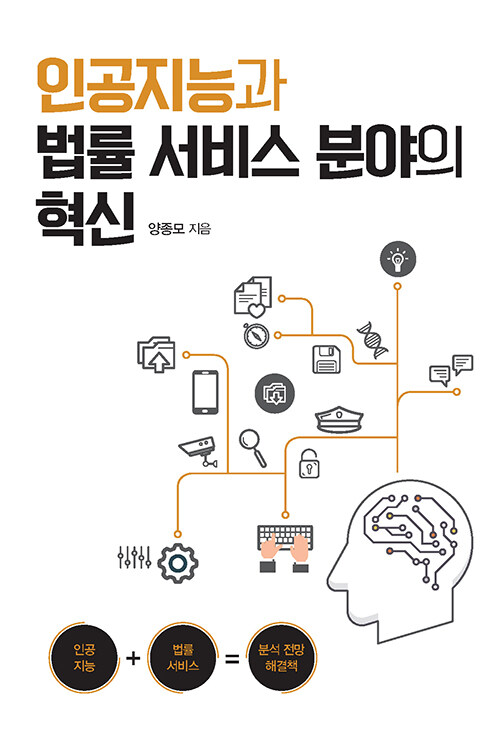 인공지능과
법률 서비스 분야의
혁신 양종모 지음
인공
지능
+
법률
서비스
=
분석 전망
해결책